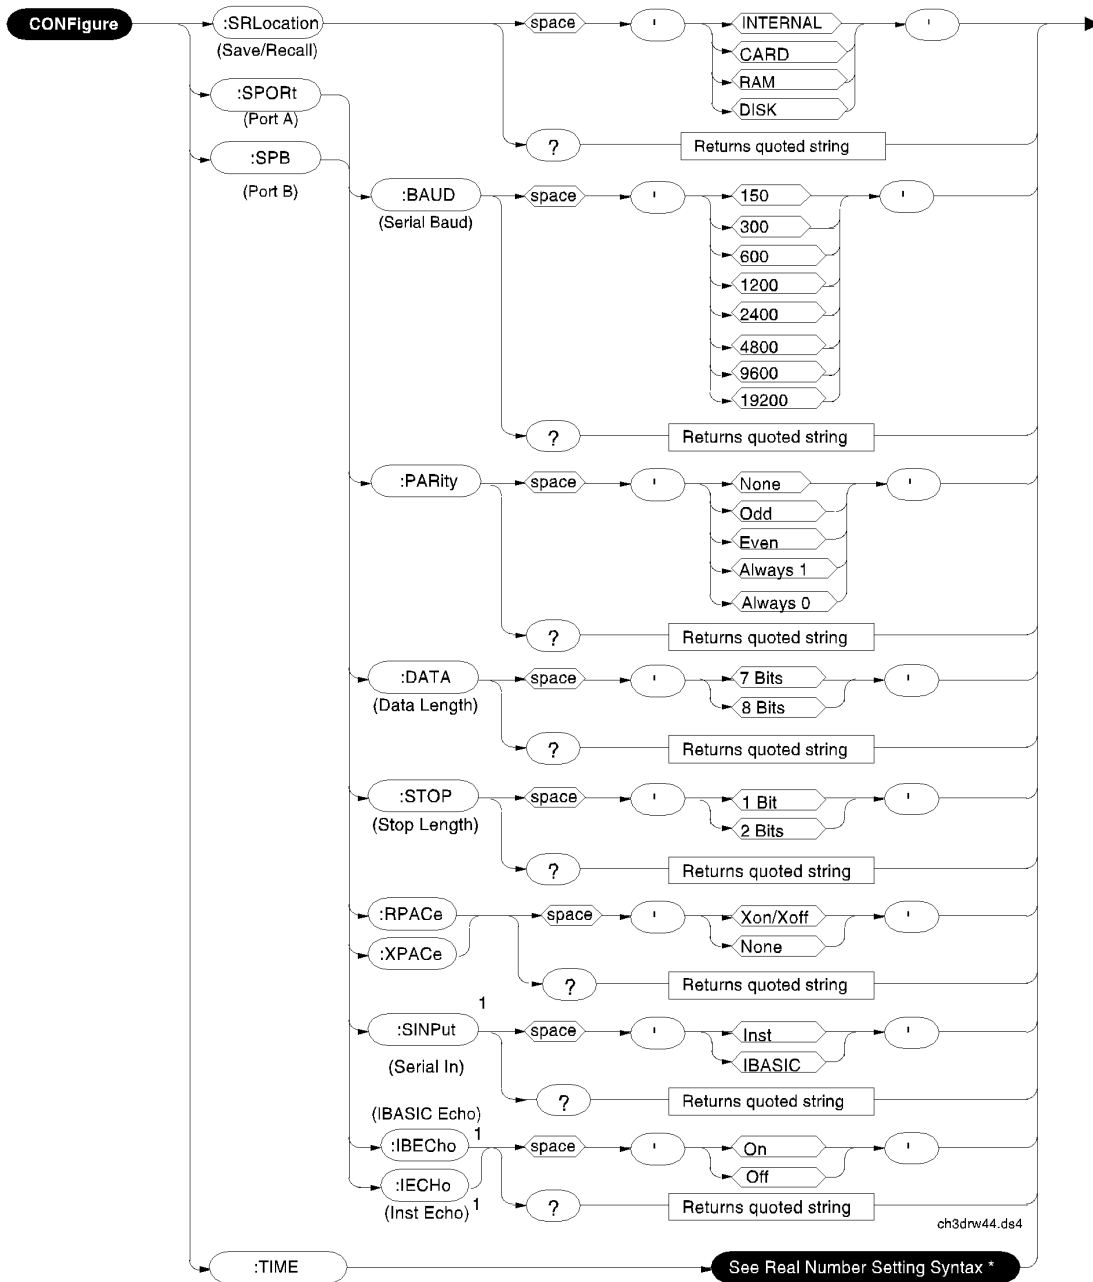 CONFigure :SRLocation space ' INTERNAL '
(Save/Recall) CARD
:SPORt RAM
(Port A) DISK
:SPB ? Returns quoted string
(Port B)
:BAUD space ' 150 '
(Serial Baud) 300
600
1200
2400
4800
9600
19200
? Returns quoted string
:PARity space ' None '
Odd
Even
Always 1
Always 0
? Returns quoted string
:DATA space ' 7 Bits '
(Data Length) 8 Bits
? Returns quoted string
:STOP space ' 1 Bit '
(Stop Length) 2 Bits
? Returns quoted string
:RPACe space ' Xon/Xoff '
:XPACe None
? Returns quoted string
:SINPut 1 space ' Inst '
(Serial In) IBASIC
? Returns quoted string
(IBASIC Echo)
:IBECho 1 space ' On '
:IECHo 1 Off
(Inst Echo) ? Returns quoted string
ch3drw44.ds4
:TIME See Real Number Setting Syntax *